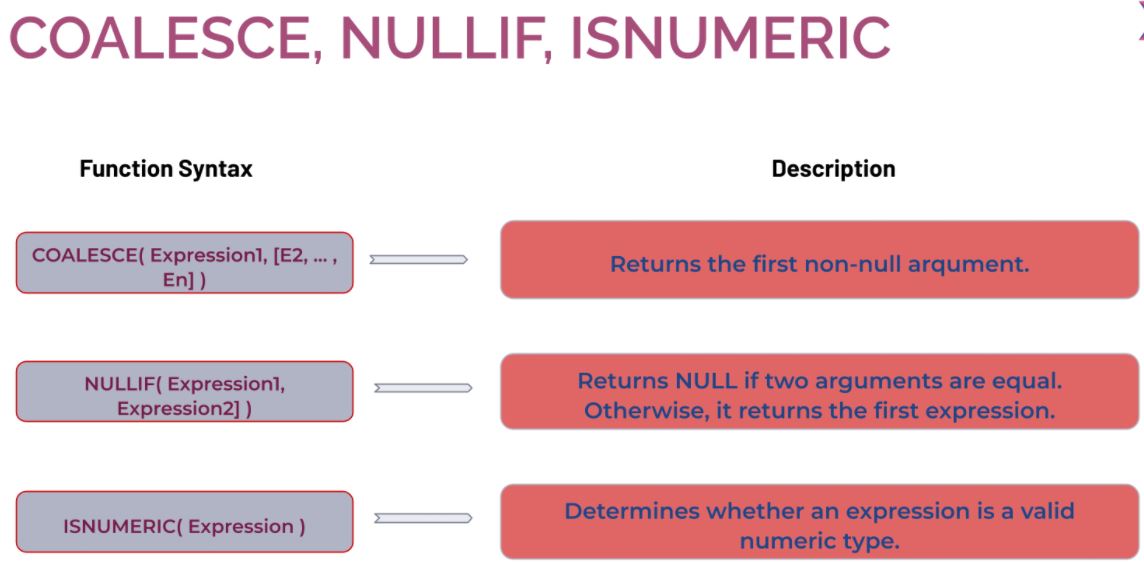 COALESCE, NULLIF, ISNUMERIC
Function Syntax
Description
COALESCE( Expression1, [E2, ... ,
En] )
Returns the first non-null arqument.
NULLIF( Expression1,
Expression2] )
Returns NULL if two arguments are equal.
Otherwise, it returns the first expression.
ISNUMERIC( Expression )
Determines whether an expression is a valid
numeric type.